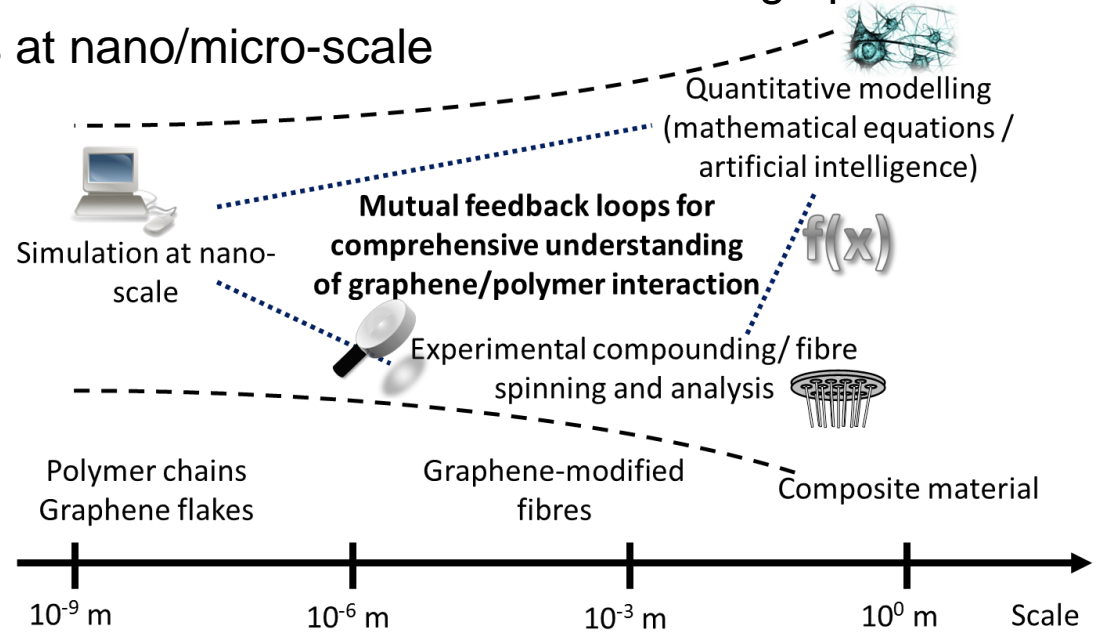 at nano/micro-scale
Quantitative modelling
(mathematical equations /
artificial intelligence)
Mutual feedback loops for
comprehensive understanding
of graphene/polymer interaction
f(x)
Simulation at nano-
scale
Experimental compounding/ fibre
spinning and analysis
Polymer chains
Graphene flakes
Graphene-modified
fibres
Composite material
10⁻⁹ m
10⁻⁶ m
10⁻³ m
10⁰ m
Scale